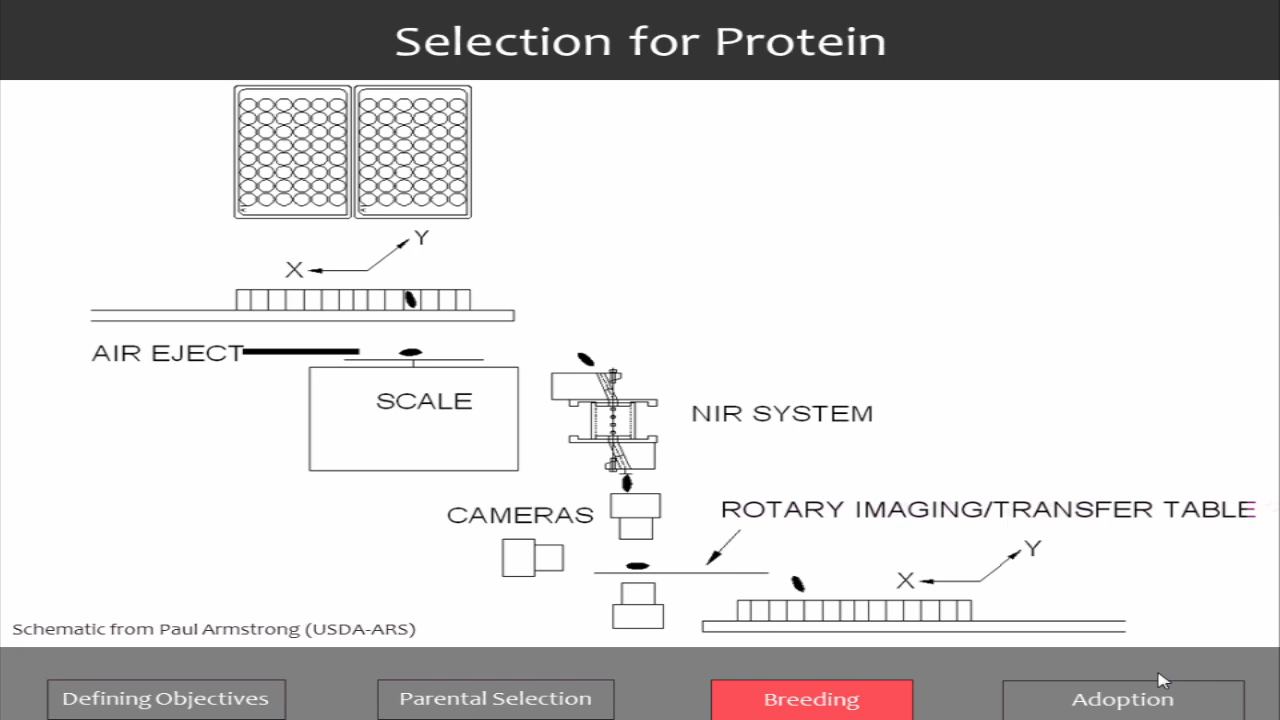 Selection for Protein
Y
X
AIR EJECT
SCALE
NIR SYSTEM
CAMERAS
ROTARY IMAGING/TRANSFER TABLE
Y
X
Schematic from Paul Armstrong (USDA-ARS)
Defining Objectives
Parental Selection
Breeding
Adoption